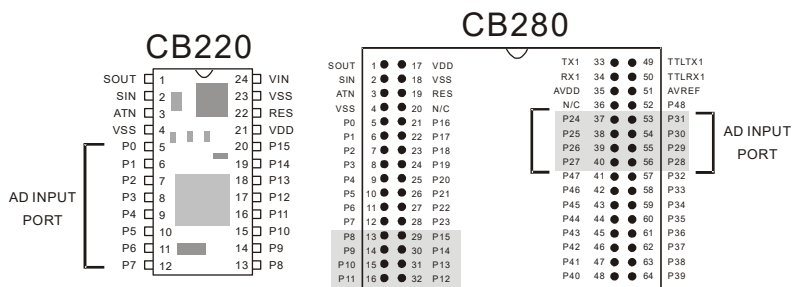 CB220
SOUT 1 24 VIN
SIN 2 23 VSS
ATN 3 22 RES
VSS 4 21 VDD
P0 5 20 P15
P1 6 19 P14
P2 7 18 P13
P3 8 17 P12
P4 9 16 P11
P5 10 15 P10
P6 11 14 P9
P7 12 13 P8
AD INPUT
PORT
CB280
SOUT 1 17 VDD
SIN 2 18 VSS
ATN 3 19 RES
VSS 4 20 N/C
P0 5 21 P16
P1 6 22 P17
P2 7 23 P18
P3 8 24 P19
P4 9 25 P20
P5 10 26 P21
P6 11 27 P22
P7 12 28 P23
P8 13 29 P15
P9 14 30 P14
P10 15 31 P13
P11 16 32 P12
TX1 33 49 TTLTX1
RX1 34 50 TTLRX1
AVDD 35 51 AVREF
N/C 36 52 P48
P24 37 53 P31
P25 38 54 P30
P26 39 55 P29
P27 40 56 P28
P47 41 57 P32
P46 42 58 P33
P45 43 59 P34
P44 44 60 P35
P43 45 61 P36
P42 46 62 P37
P41 47 63 P38
P40 48 64 P39
AD INPUT
PORT